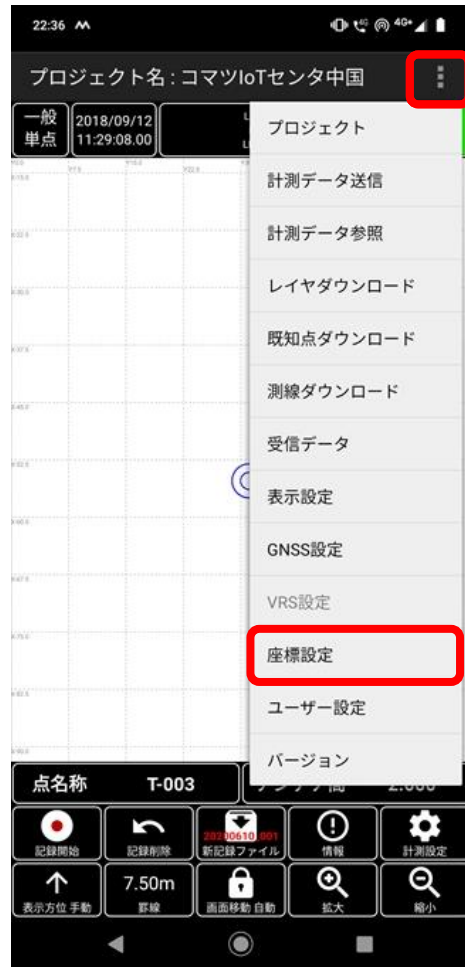 22:36
4G 4G+
プロジェクト名 : コマツIoTセンタ中国
一般
単点
2018/09/12
11:29:08.00
プロジェクト
計測データ送信
計測データ参照
レイヤダウンロード
既知点ダウンロード
測線ダウンロード
受信データ
表示設定
GNSS設定
VRS設定
座標設定
ユーザー設定
バージョン
点名称 T-003
記録開始
記録削除
20200610_001
新記録ファイル
情報
計測設定
表示方位 手動
7.50m
罫線
画面移動 自動
拡大
縮小